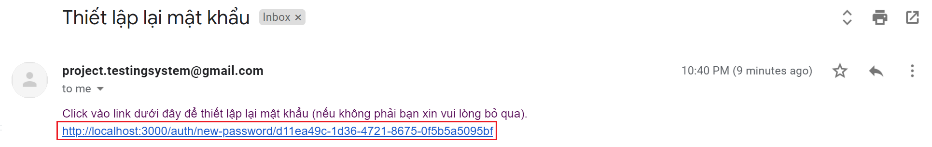 Thiết lập lại mật khẩu Inbox ×
project.testingsystem@gmail.com 10:40 PM (9 minutes ago)
to me
Click vào link dưới đây để thiết lập lại mật khẩu (nếu không phải bạn xin vui lòng bỏ qua).
http://localhost:3000/auth/new-password/d11ea49c-1d36-4721-8675-0f5b5a5095bf